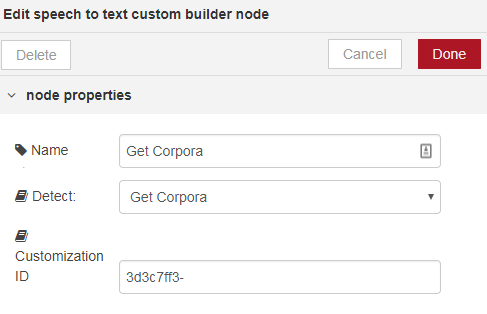 Edit speech to text custom builder node
Delete
Cancel
Done
node properties
Name
Get Corpora
Detect:
Get Corpora
Customization
ID
3d3c7ff3-